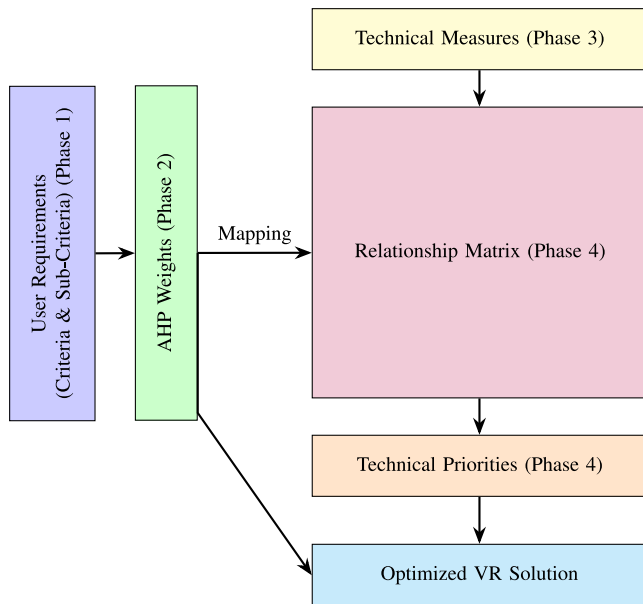 Technical Measures (Phase 3)
User Requirements
(Criteria & Sub-Criteria) (Phase 1)
AHP Weights (Phase 2)
Mapping
Relationship Matrix (Phase 4)
Technical Priorities (Phase 4)
Optimized VR Solution